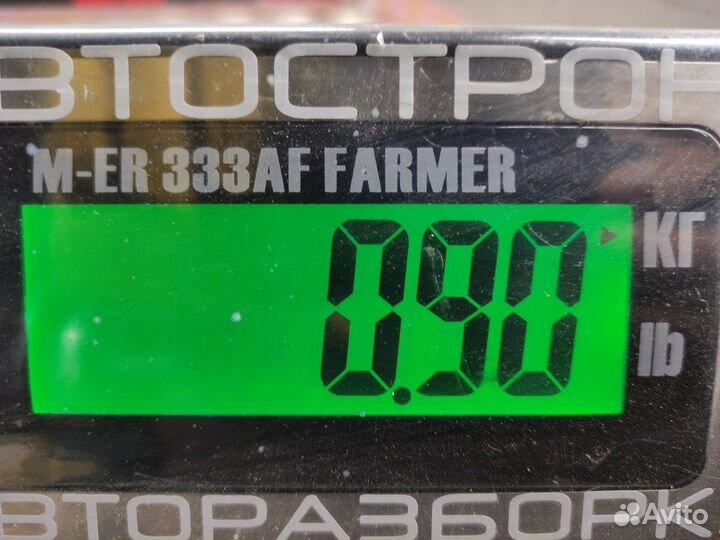 ВТОСТРОН
M-ER 333AF FARMER
0.90
КГ
lb
ВТОРАЗБОРК
Avito